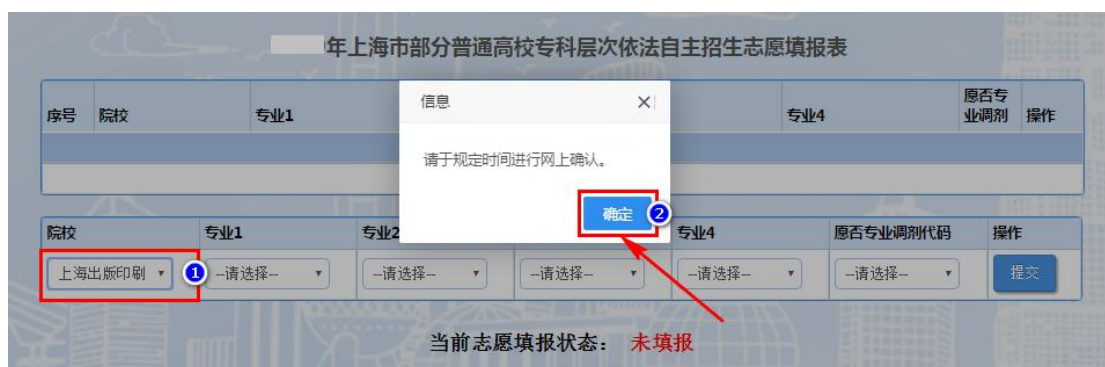 年上海市部分普通高校专科层次依法自主招生志愿填报表
信息
序号 院校 专业1 专业4 愿否专业调剂 操作
请于规定时间进行网上确认。
确定 2
院校 专业1 专业2 专业4 愿否专业调剂代码 操作
上海出版印刷 1 --请选择-- --请选择-- --请选择-- --请选择-- --请选择-- 提交
当前志愿填报状态： 未填报